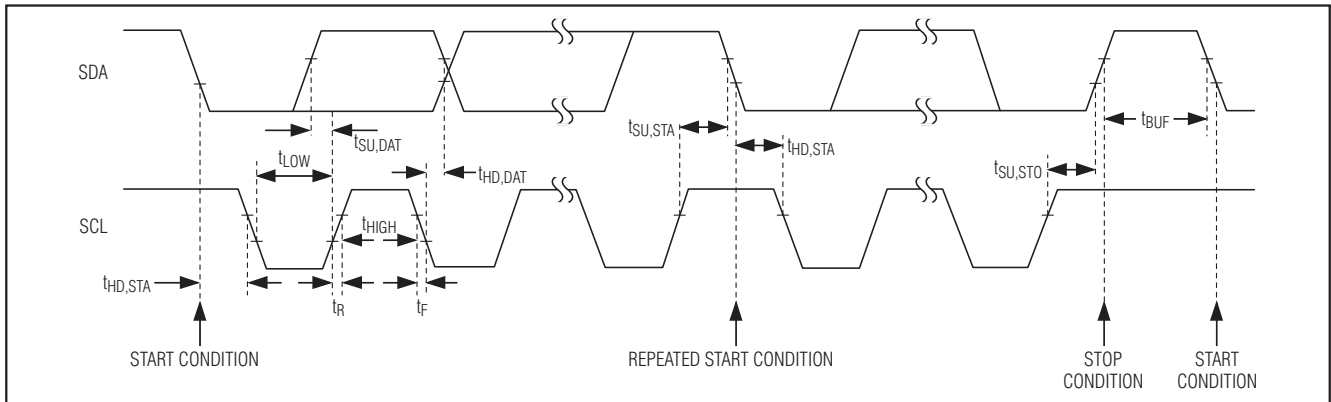 SDA
tSU,DAT
tSU,STA
tHD,STA
tBUF
tLOW
tHD,DAT
tSU,STO
SCL
tHIGH
tHD,STA
tR
tF
START CONDITION
REPEATED START CONDITION
STOP
CONDITION
START
CONDITION